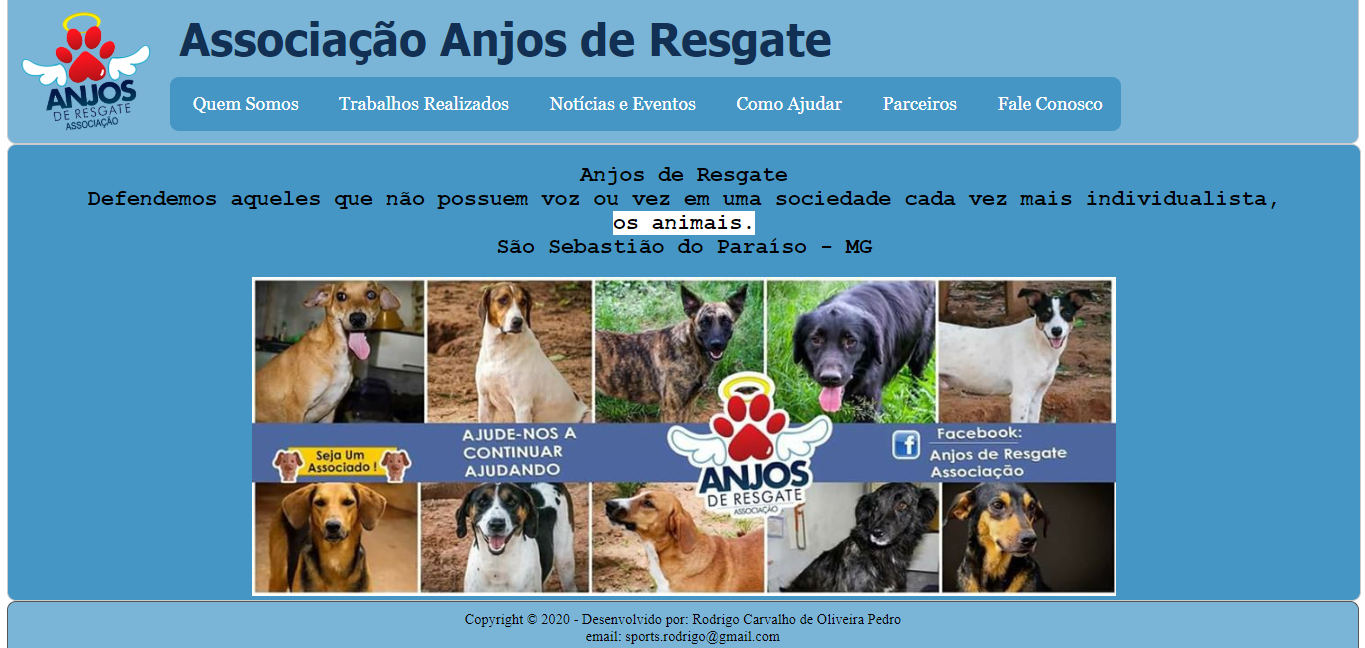 Associação Anjos de Resgate
ANJOS
DE RESGATE
ASSOCIAÇÃO
Quem Somos Trabalhos Realizados Notícias e Eventos Como Ajudar Parceiros Fale Conosco
Anjos de Resgate
Defendemos aqueles que não possuem voz ou vez em uma sociedade cada vez mais individualista,
os animais.
São Sebastião do Paraíso - MG
Seja Um
Associado !
AJUDE-NOS A
CONTINUAR
AJUDANDO
ANJOS
DE RESGATE
ASSOCIAÇÃO
f
Facebook:
Anjos de Resgate
Associação
Copyright © 2020 - Desenvolvido por: Rodrigo Carvalho de Oliveira Pedro
email: sports.rodrigo@gmail.com